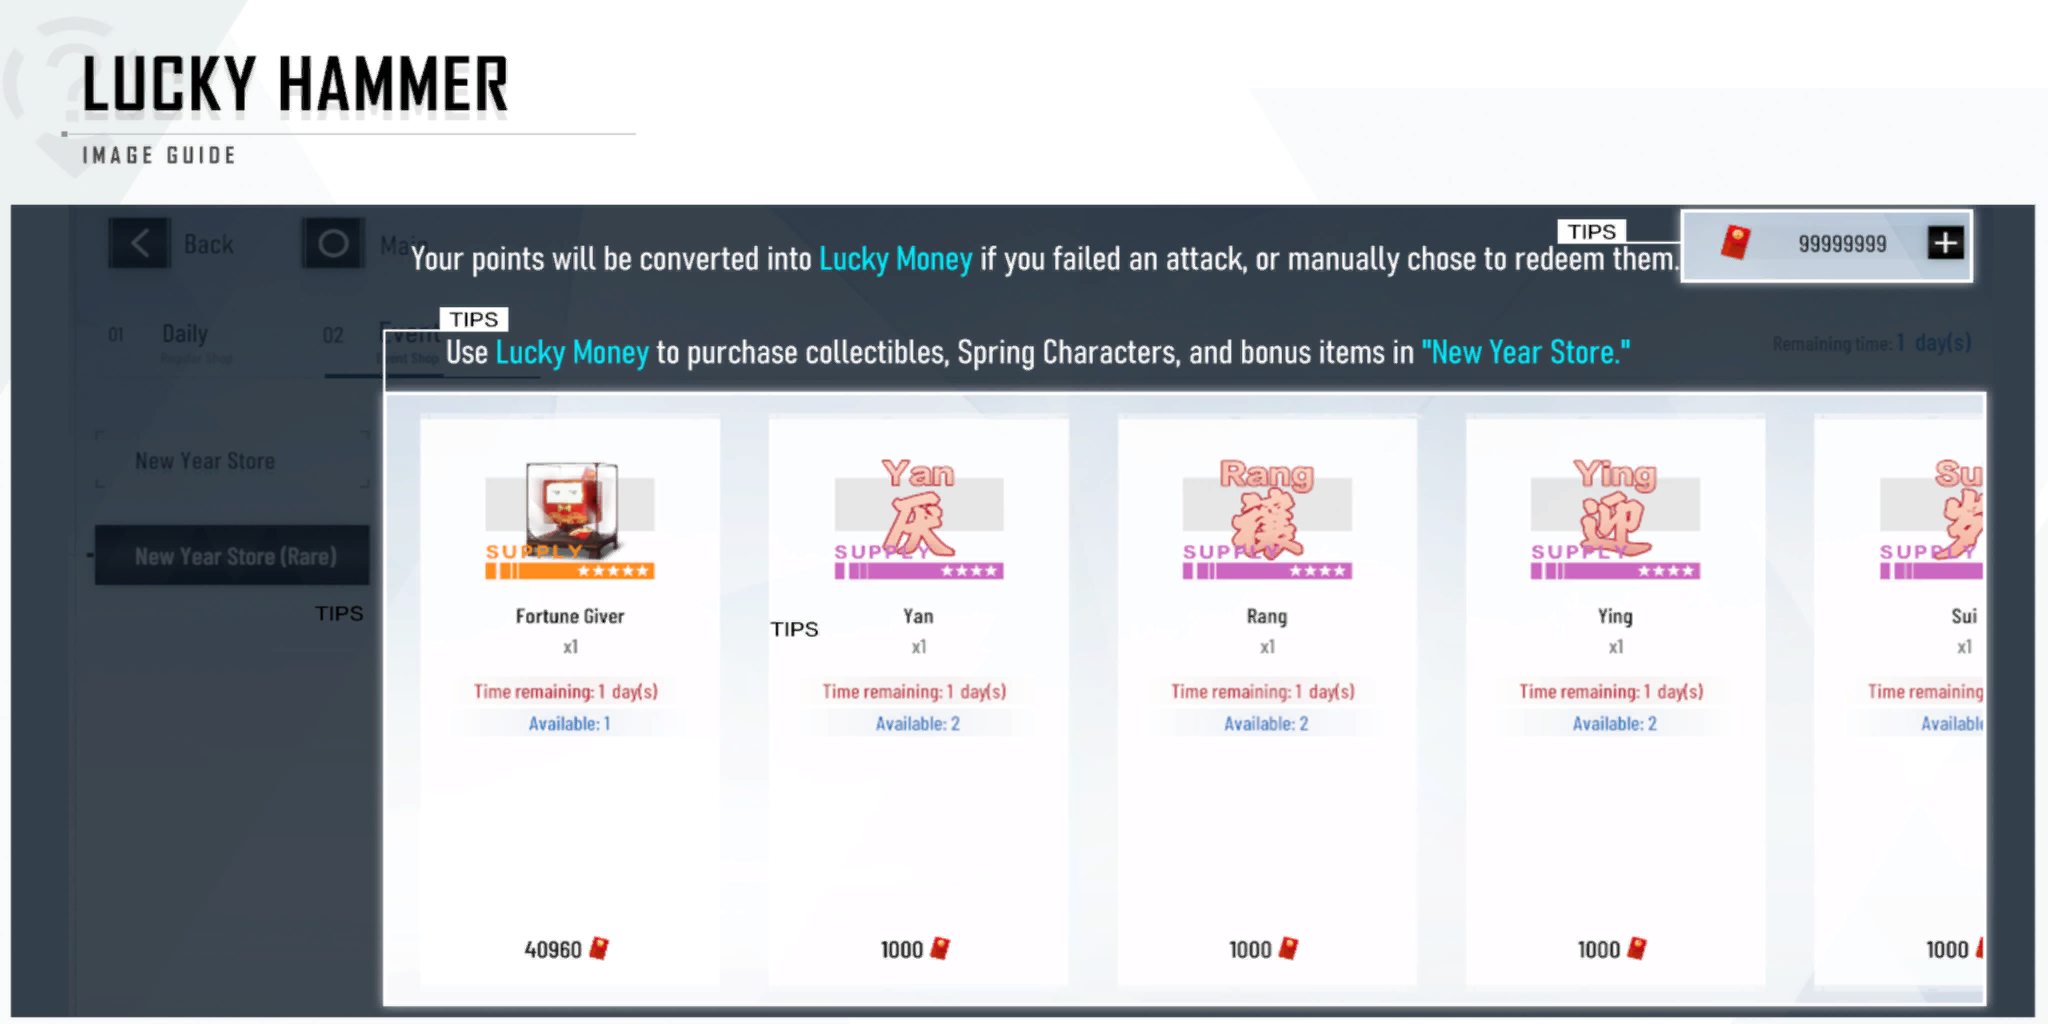 LUCKY HAMMER
IMAGE GUIDE
Back
Main
TIPS
99999999
Your points will be converted into Lucky Money if you failed an attack, or manually chose to redeem them.
TIPS
01 Daily
Regular Shop
02 Event
Event Shop
Use Lucky Money to purchase collectibles, Spring Characters, and bonus items in "New Year Store."
Remaining time: 1 day(s)
New Year Store
New Year Store (Rare)
TIPS
SUPPLY
Fortune Giver
x1
Time remaining: 1 day(s)
Available: 1
40960
Yan
厌
SUPPLY
TIPS
Yan
x1
Time remaining: 1 day(s)
Available: 2
1000
Rang
禳
SUPPLY
Rang
x1
Time remaining: 1 day(s)
Available: 2
1000
Ying
迎
SUPPLY
Ying
x1
Time remaining: 1 day(s)
Available: 2
1000
Su
SUPPLY
Sui
x1
Time remaining
Availabl
1000